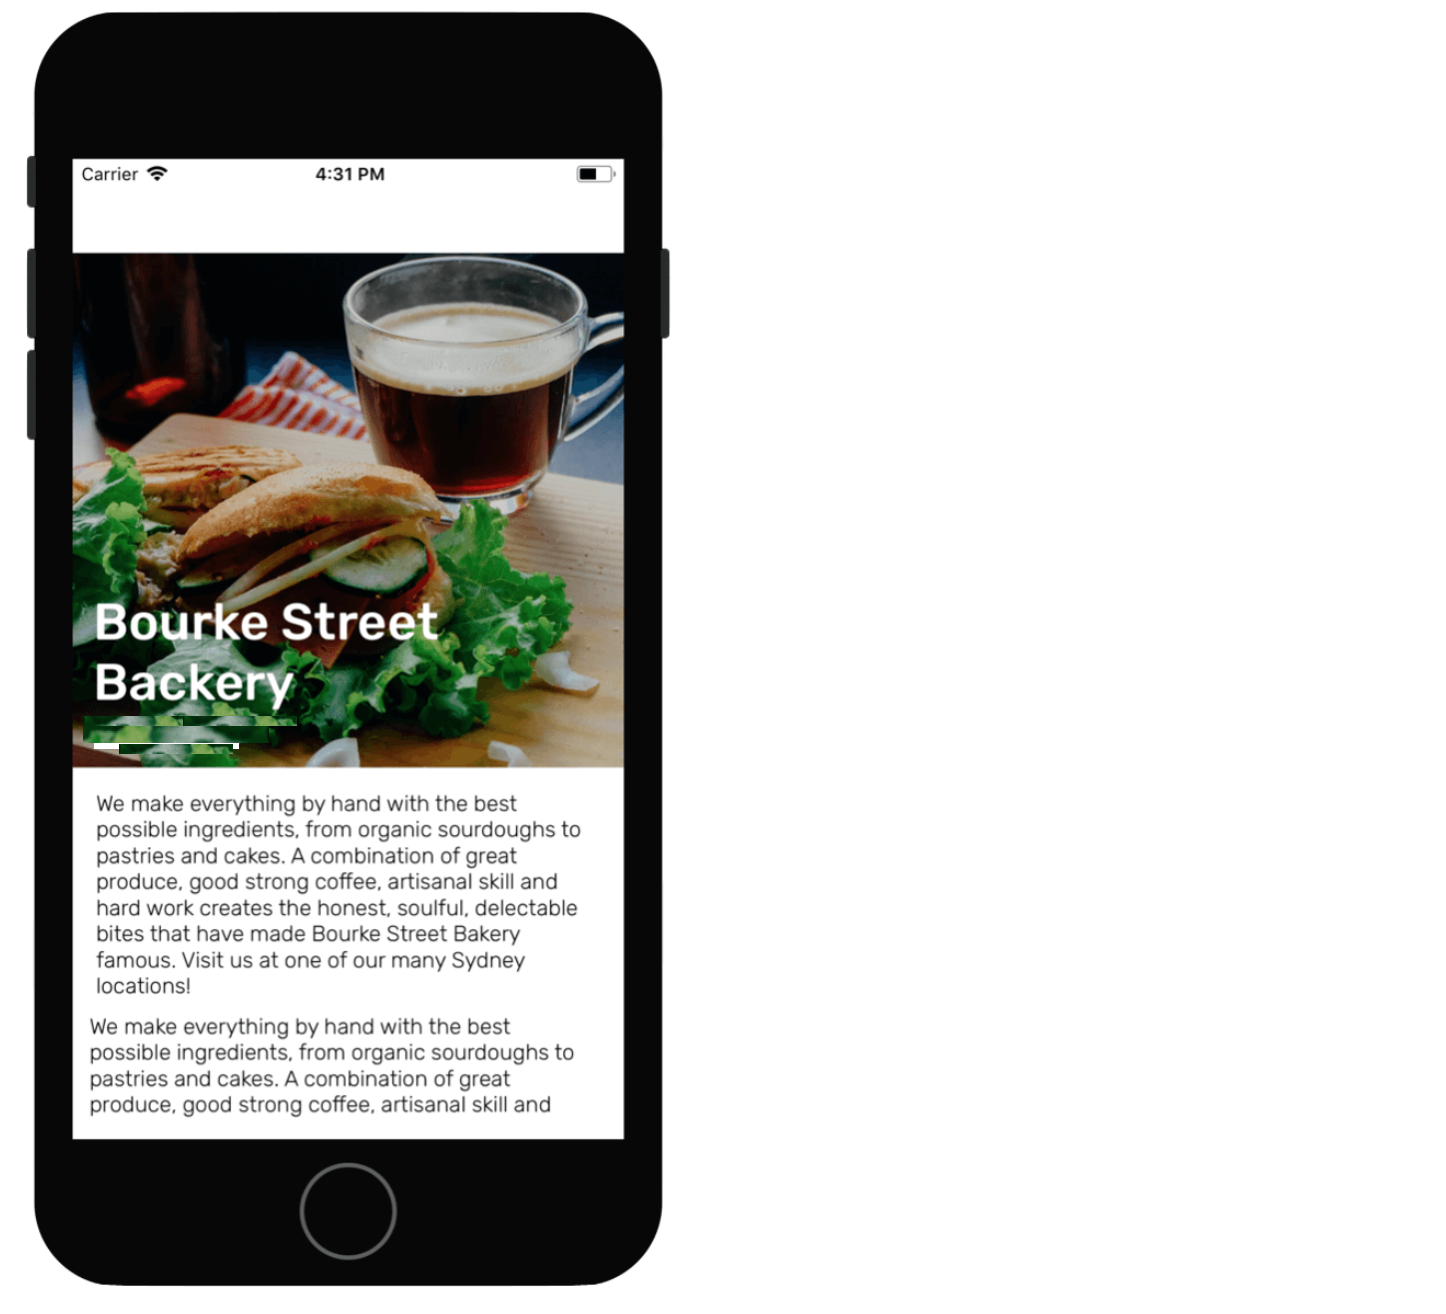 Carrier 4:31 PM
Bourke Street
Backery
We make everything by hand with the best
possible ingredients, from organic sourdoughs to
pastries and cakes. A combination of great
produce, good strong coffee, artisanal skill and
hard work creates the honest, soulful, delectable
bites that have made Bourke Street Bakery
famous. Visit us at one of our many Sydney
locations!
We make everything by hand with the best
possible ingredients, from organic sourdoughs to
pastries and cakes. A combination of great
produce, good strong coffee, artisanal skill and